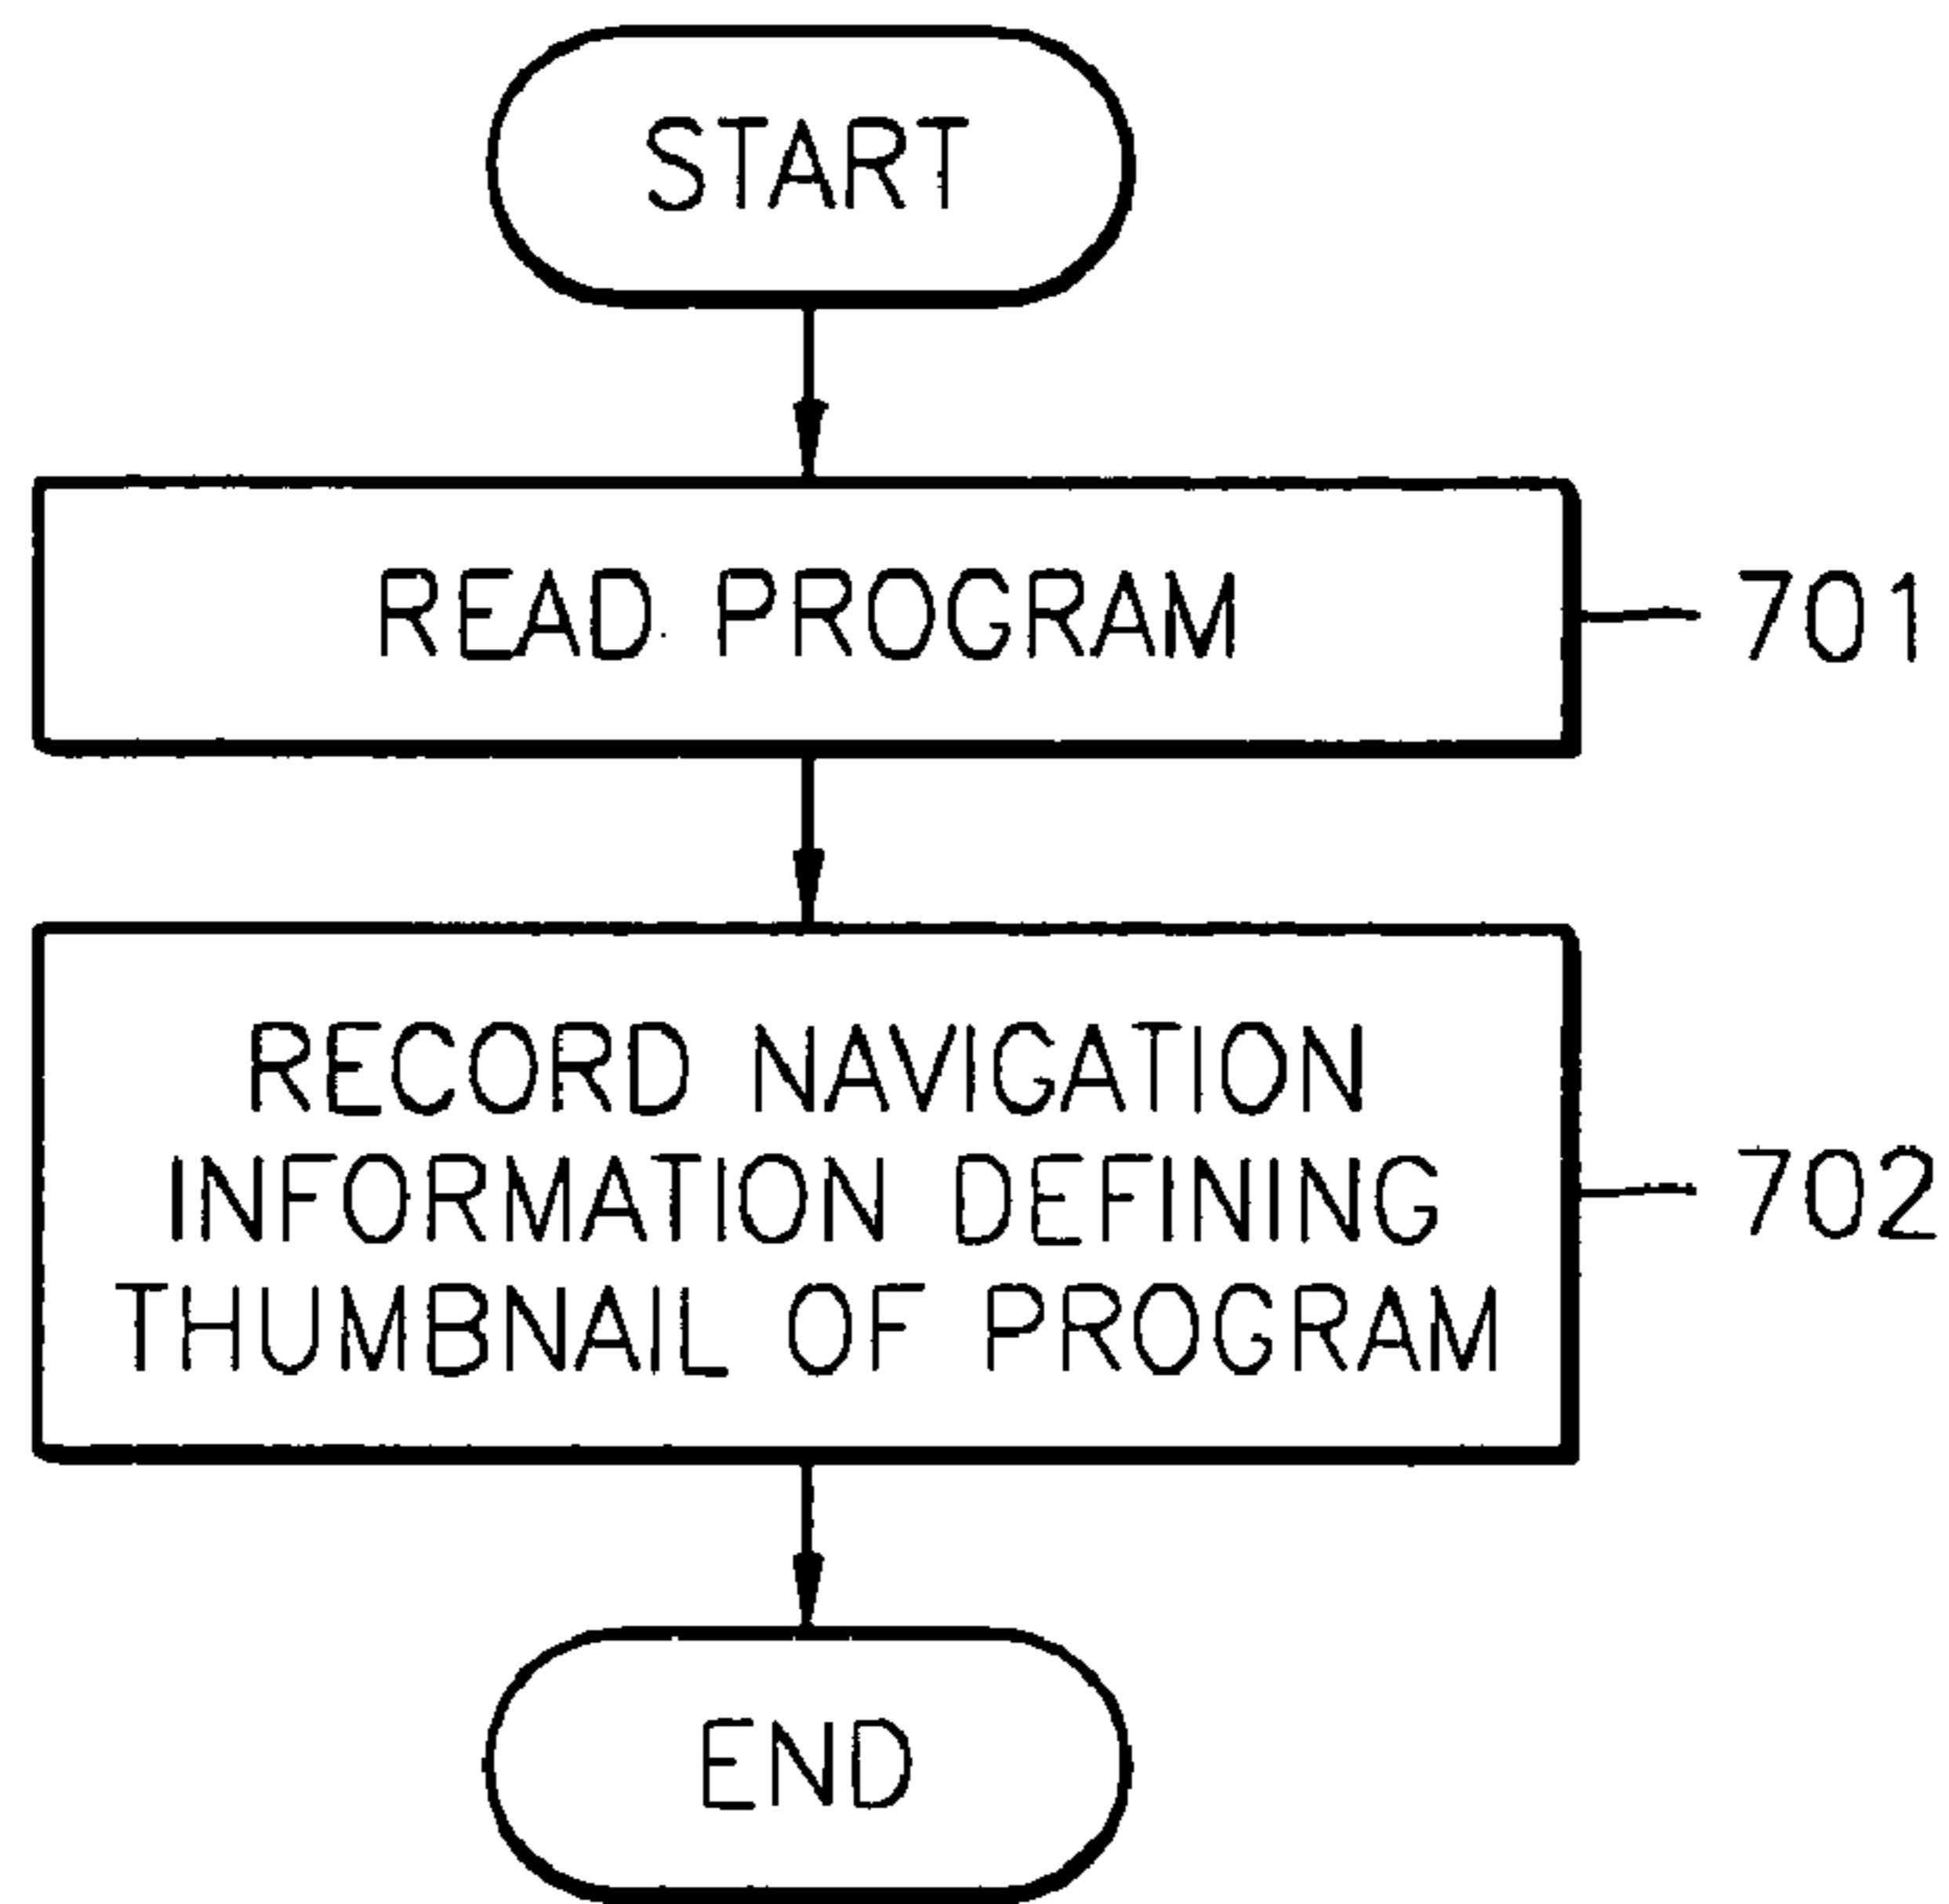 START
READ PROGRAM
701
RECORD NAVIGATION
INFORMATION DEFINING
THUMBNAIL OF PROGRAM
702
END